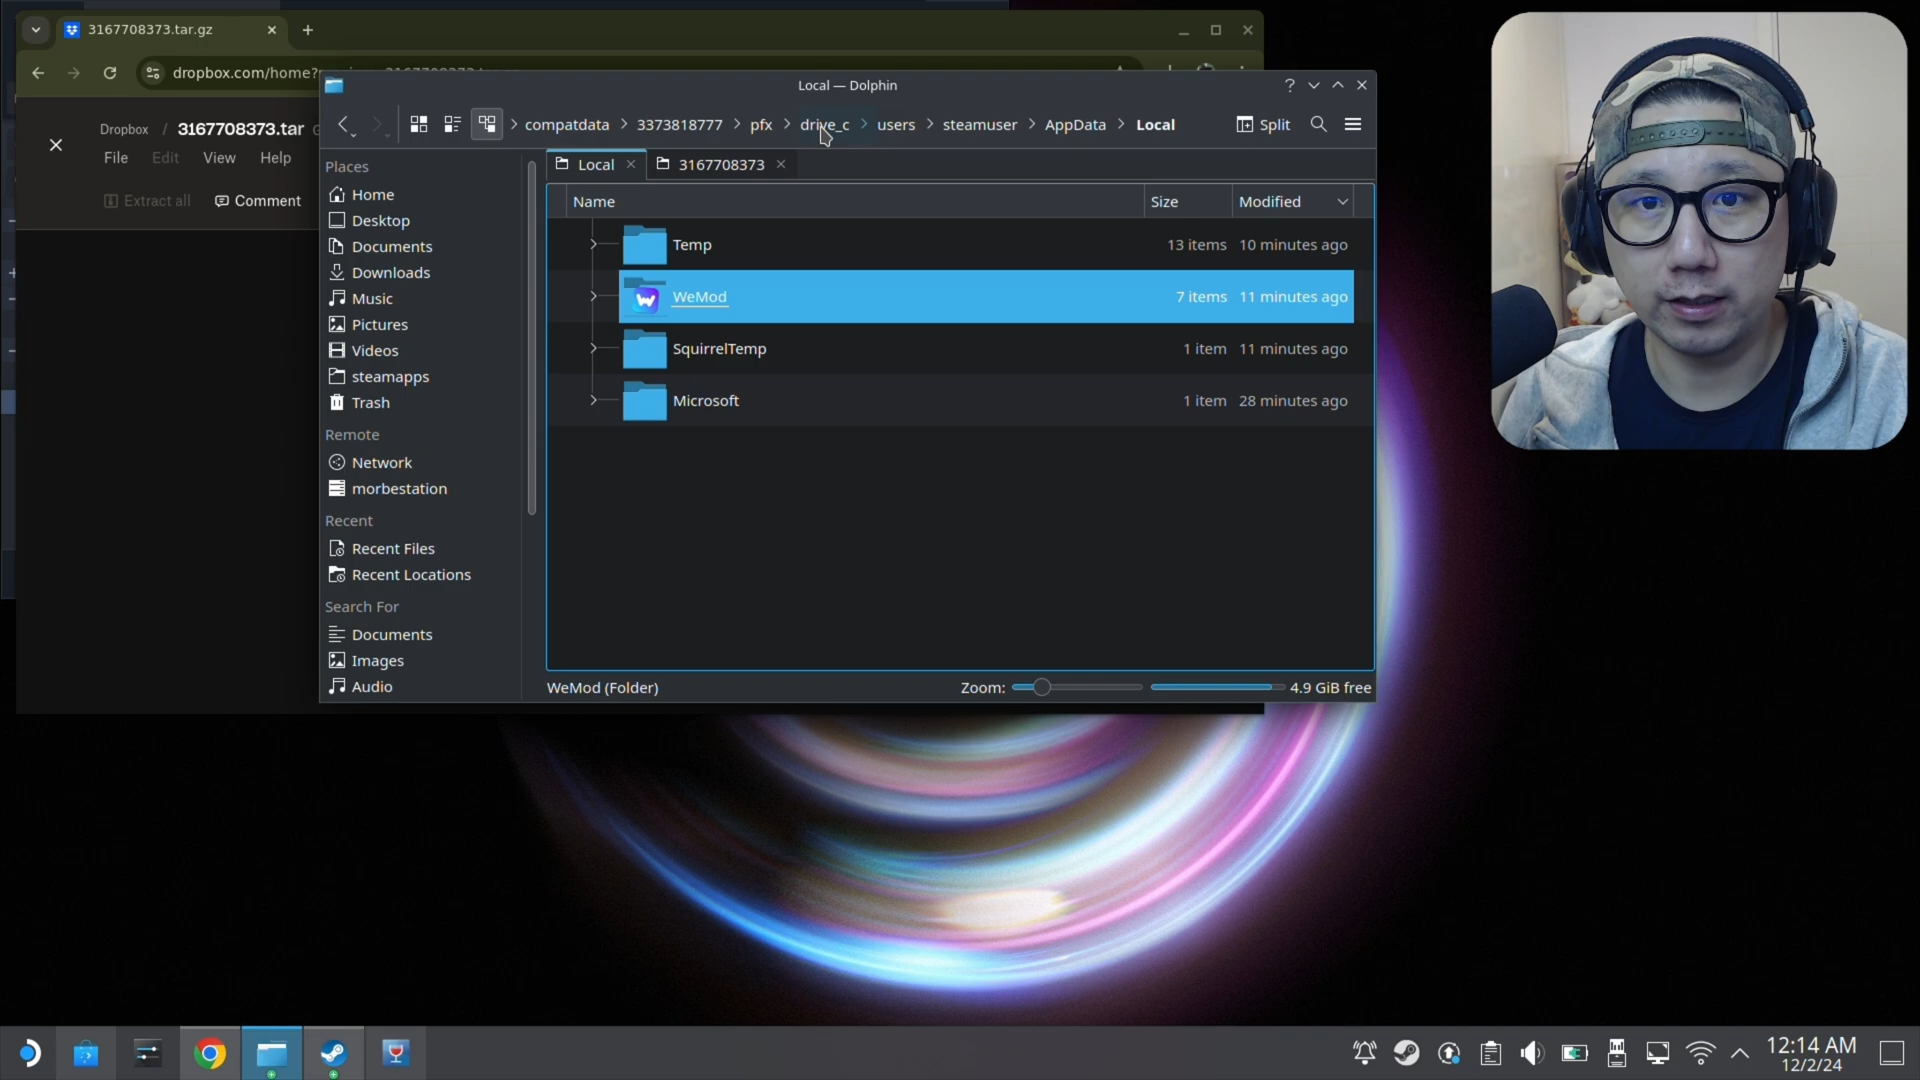 3167708373.tar.gz
dropbox.com/home?
Dropbox / 3167708373.tar
File Edit View Help
Extract all Comment
Local — Dolphin
compatdata > 3373818777 > pfx > drive_c > users > steamuser > AppData > Local
Split
Places
Home
Desktop
Documents
Downloads
Music
Pictures
Videos
steamapps
Trash
Remote
Network
morbestation
Recent
Recent Files
Recent Locations
Search For
Documents
Images
Audio
Local 3167708373
Name Size Modified
Temp 13 items 10 minutes ago
WeMod 7 items 11 minutes ago
SquirrelTemp 1 item 11 minutes ago
Microsoft 1 item 28 minutes ago
WeMod (Folder) Zoom: 4.9 GiB free
12:14 AM
12/2/24